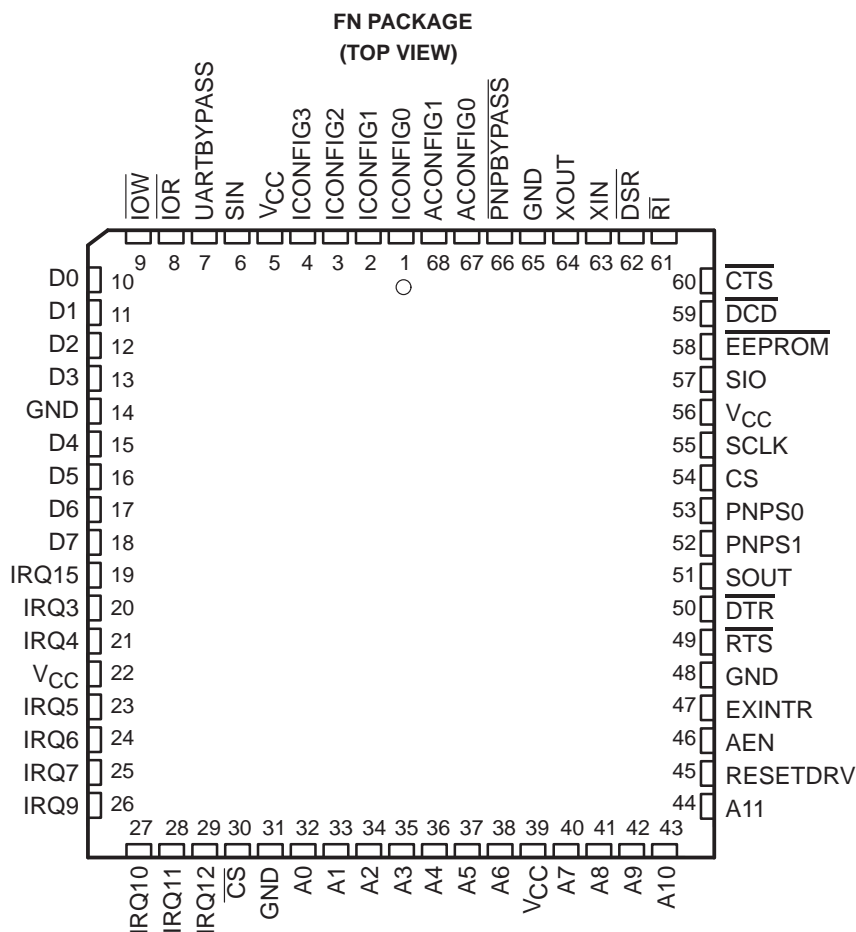 FN PACKAGE
(TOP VIEW)
IOW
IOR
UARTBYPASS
SIN
VCC
ICONFIG3
ICONFIG2
ICONFIG1
ICONFIG0
ACONFIG1
ACONFIG0
PNPBYPASS
GND
XOUT
XIN
DSR
RI
9 8 7 6 5 4 3 2 1 68 67 66 65 64 63 62 61
D0 10
D1 11
D2 12
D3 13
GND 14
D4 15
D5 16
D6 17
D7 18
IRQ15 19
IRQ3 20
IRQ4 21
VCC 22
IRQ5 23
IRQ6 24
IRQ7 25
IRQ9 26
60 CTS
59 DCD
58 EEPROM
57 SIO
56 VCC
55 SCLK
54 CS
53 PNPS0
52 PNPS1
51 SOUT
50 DTR
49 RTS
48 GND
47 EXINTR
46 AEN
45 RESETDRV
44 A11
27 28 29 30 31 32 33 34 35 36 37 38 39 40 41 42 43
IRQ10
IRQ11
IRQ12
CS
GND
A0
A1
A2
A3
A4
A5
A6
VCC
A7
A8
A9
A10